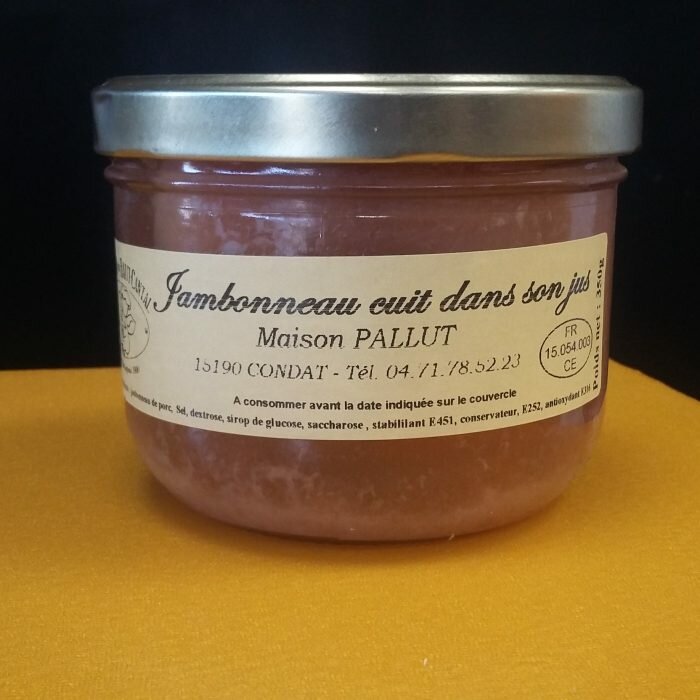 Jambonneau cuit dans son jus
Maison PALLUT
15190 CONDAT - Tél. 04.71.78.52.23
FR
15.054.003
CE
Poids net : 350g
A consommer avant la date indiquée sur le couvercle
jambonneau de porc, Sel, dextrose, sirop de glucose, saccharose , stabililant E451, conservateur, E252, antioxydant E316